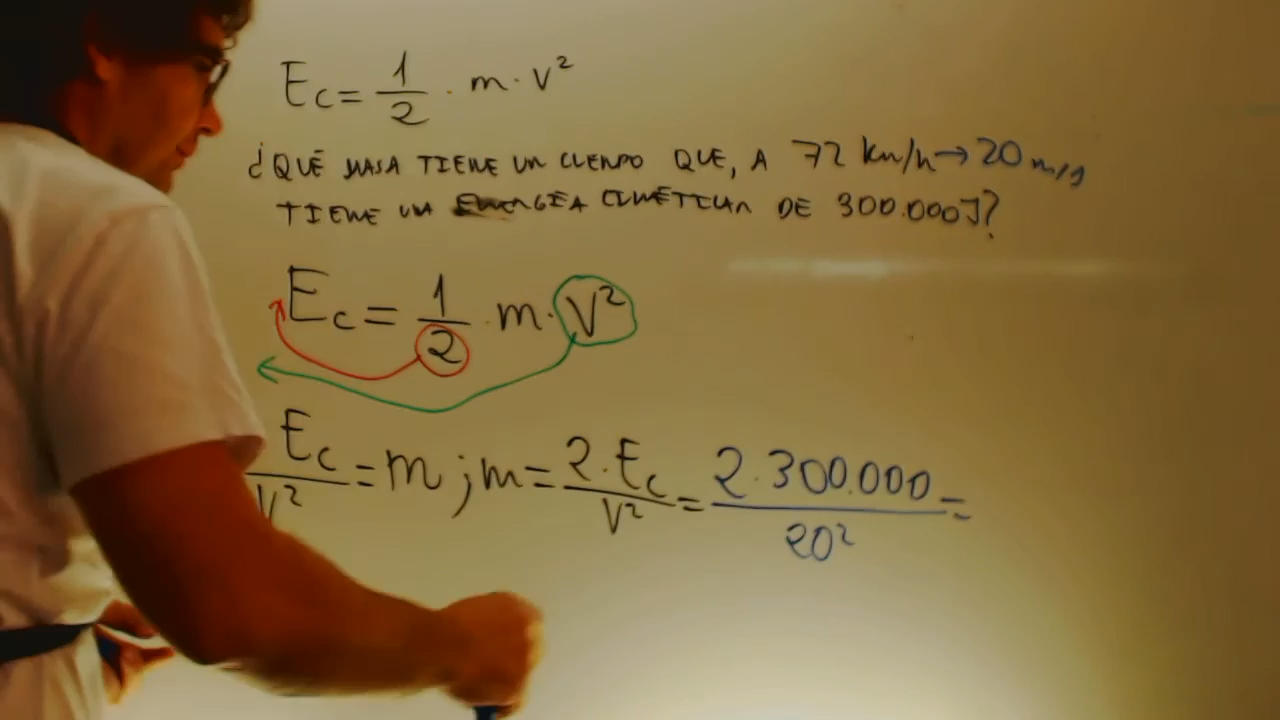 Ec = 1/2 · m · v²
¿QUÉ MASA TIENE UN CUERPO QUE, A 72 km/h → 20 m/s
TIENE UNA ENERGÍA CINÉTICA DE 300.000J?
Ec = 1/2 · m · v²
Ec/v² = m ; m = 2·Ec/v² = 2·300.000/20² =